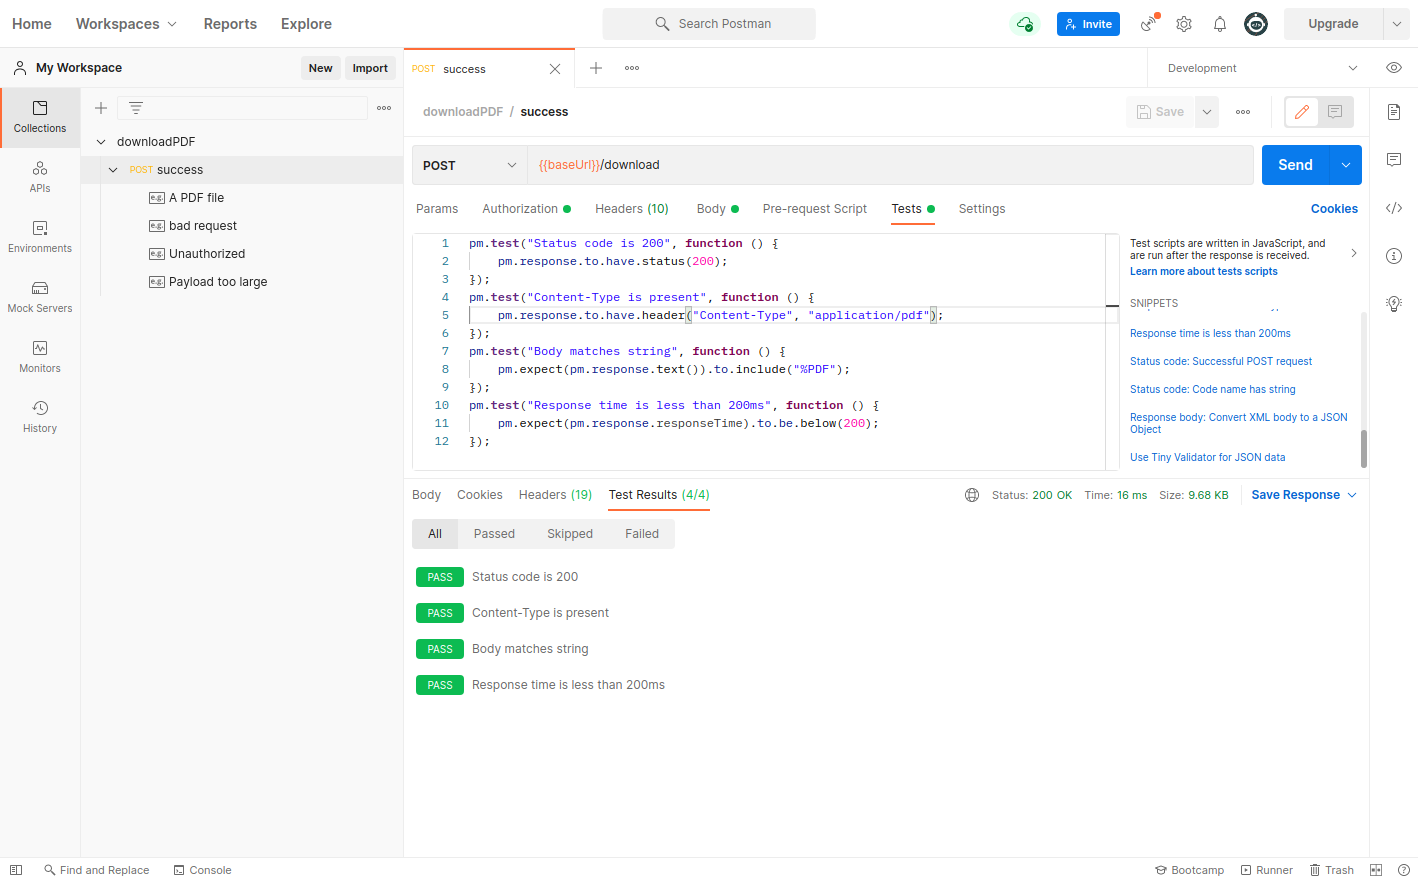 Home Workspaces Reports Explore Search Postman Invite Upgrade
My Workspace New Import POST success Development
Collections
APIs
Environments
Mock Servers
Monitors
History
downloadPDF
POST success
e.g. A PDF file
e.g. bad request
e.g. Unauthorized
e.g. Payload too large
downloadPDF / success Save
POST {{baseUrl}}/download Send
Params Authorization Headers (10) Body Pre-request Script Tests Settings Cookies
1 pm.test("Status code is 200", function () {
2 pm.response.to.have.status(200);
3 });
4 pm.test("Content-Type is present", function () {
5 pm.response.to.have.header("Content-Type", "application/pdf");
6 });
7 pm.test("Body matches string", function () {
8 pm.expect(pm.response.text()).to.include("%PDF");
9 });
10 pm.test("Response time is less than 200ms", function () {
11 pm.expect(pm.response.responseTime).to.be.below(200);
12 });
Test scripts are written in JavaScript, and
are run after the response is received.
Learn more about tests scripts
SNIPPETS
Response time is less than 200ms
Status code: Successful POST request
Status code: Code name has string
Response body: Convert XML body to a JSON
Object
Use Tiny Validator for JSON data
Body Cookies Headers (19) Test Results (4/4) Status: 200 OK Time: 16 ms Size: 9.68 KB Save Response
All Passed Skipped Failed
PASS Status code is 200
PASS Content-Type is present
PASS Body matches string
PASS Response time is less than 200ms
Find and Replace Console Bootcamp Runner Trash